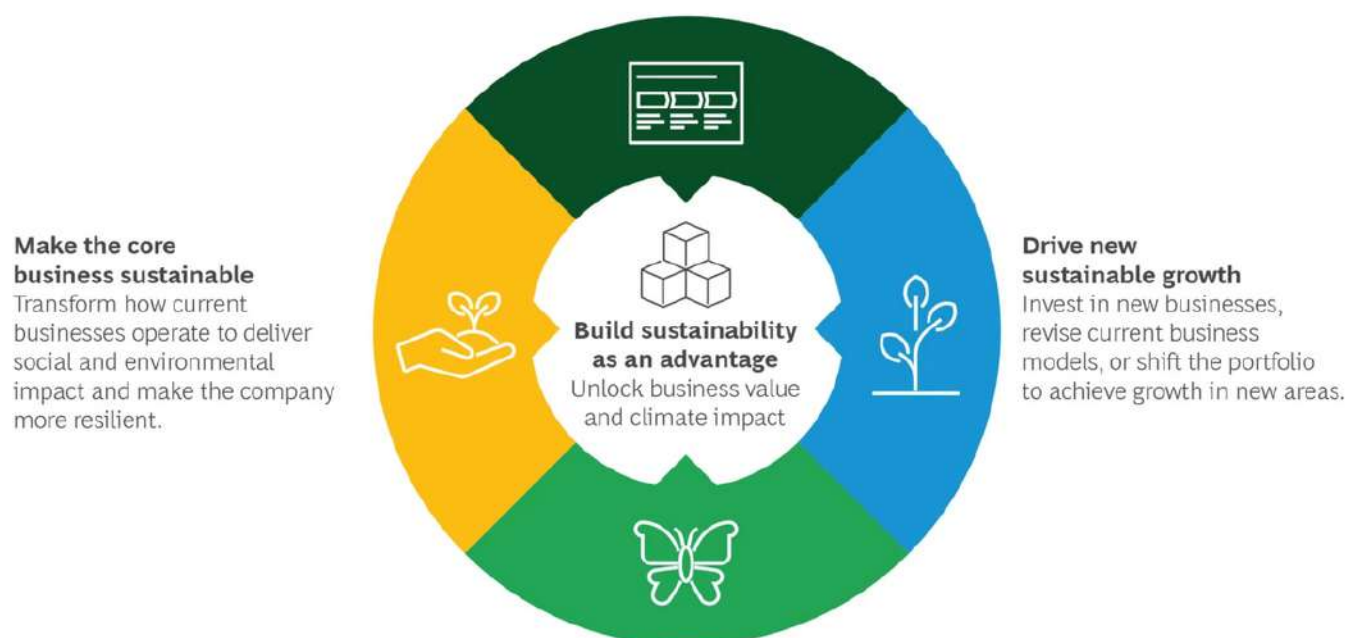 Make the core
business sustainable
Transform how current
businesses operate to deliver
social and environmental
impact and make the company
more resilient.
Build sustainability
as an advantage
Unlock business value
and climate impact
Drive new
sustainable growth
Invest in new businesses,
revise current business
models, or shift the portfolio
to achieve growth in new areas.